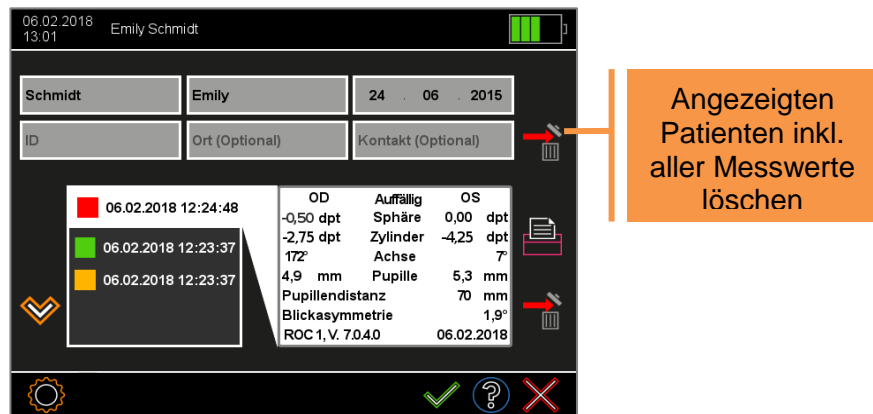 06.02.2018
13:01
Emily Schmidt
Schmidt
Emily
24 . 06 . 2015
ID
Ort (Optional)
Kontakt (Optional)
06.02.2018 12:24:48
06.02.2018 12:23:37
06.02.2018 12:23:37
OD Auffällig OS
-0,50 dpt Sphäre 0,00 dpt
-2,75 dpt Zylinder -4,25 dpt
172° Achse 7°
4,9 mm Pupille 5,3 mm
Pupillendistanz 70 mm
Blickasymmetrie 1,9°
ROC 1, V. 7.0.4.0 06.02.2018
?
Angezeigten
Patienten inkl.
aller Messwerte
löschen